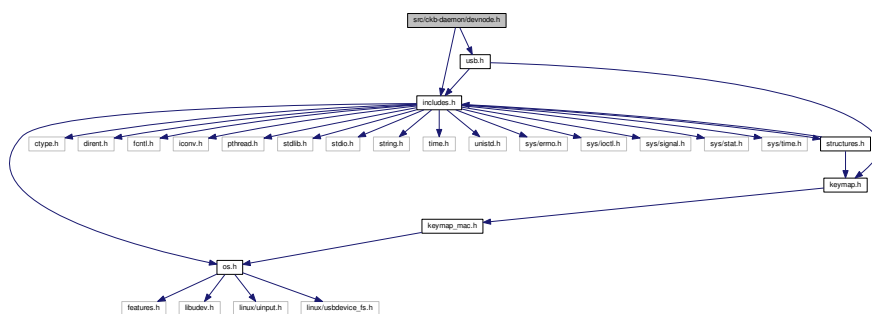 src/ckb-daemon/devnode.h
usb.h
includes.h
ctype.h
dirent.h
fcntl.h
iconv.h
pthread.h
stdlib.h
stdio.h
string.h
time.h
unistd.h
sys/errno.h
sys/ioctl.h
sys/signal.h
sys/stat.h
sys/time.h
structures.h
keymap.h
keymap_mac.h
os.h
features.h
libudev.h
linux/uinput.h
linux/usbdevice_fs.h